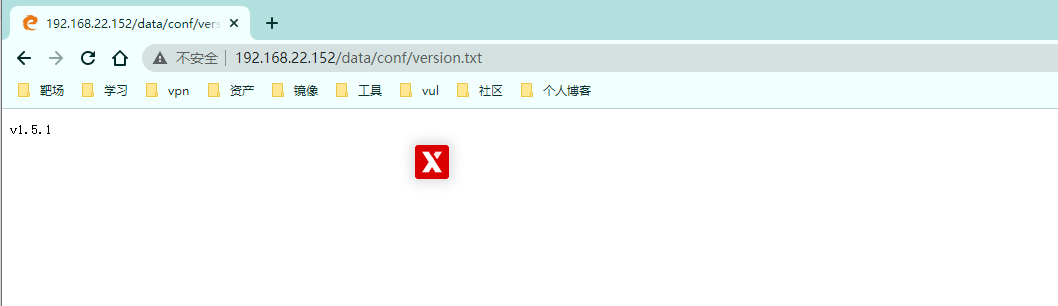 192.168.22.152/data/conf/vers
不安全 192.168.22.152/data/conf/version.txt
靶场 学习 vpn 资产 镜像 工具 vul 社区 个人博客
v1.5.1
X